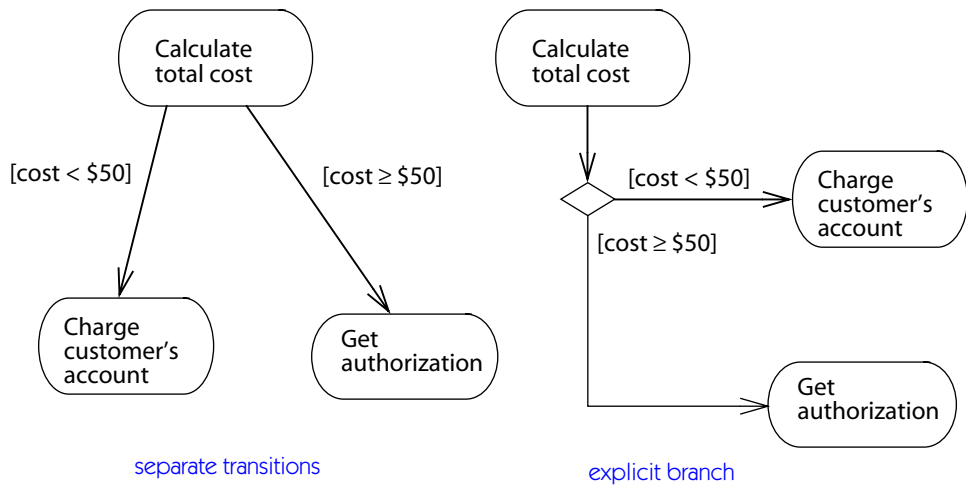 Calculate
total cost
[cost < $50]
[cost ≥ $50]
Charge
customer's
account
Get
authorization
separate transitions
Calculate
total cost
[cost < $50]
Charge
customer's
account
[cost ≥ $50]
Get
authorization
explicit branch